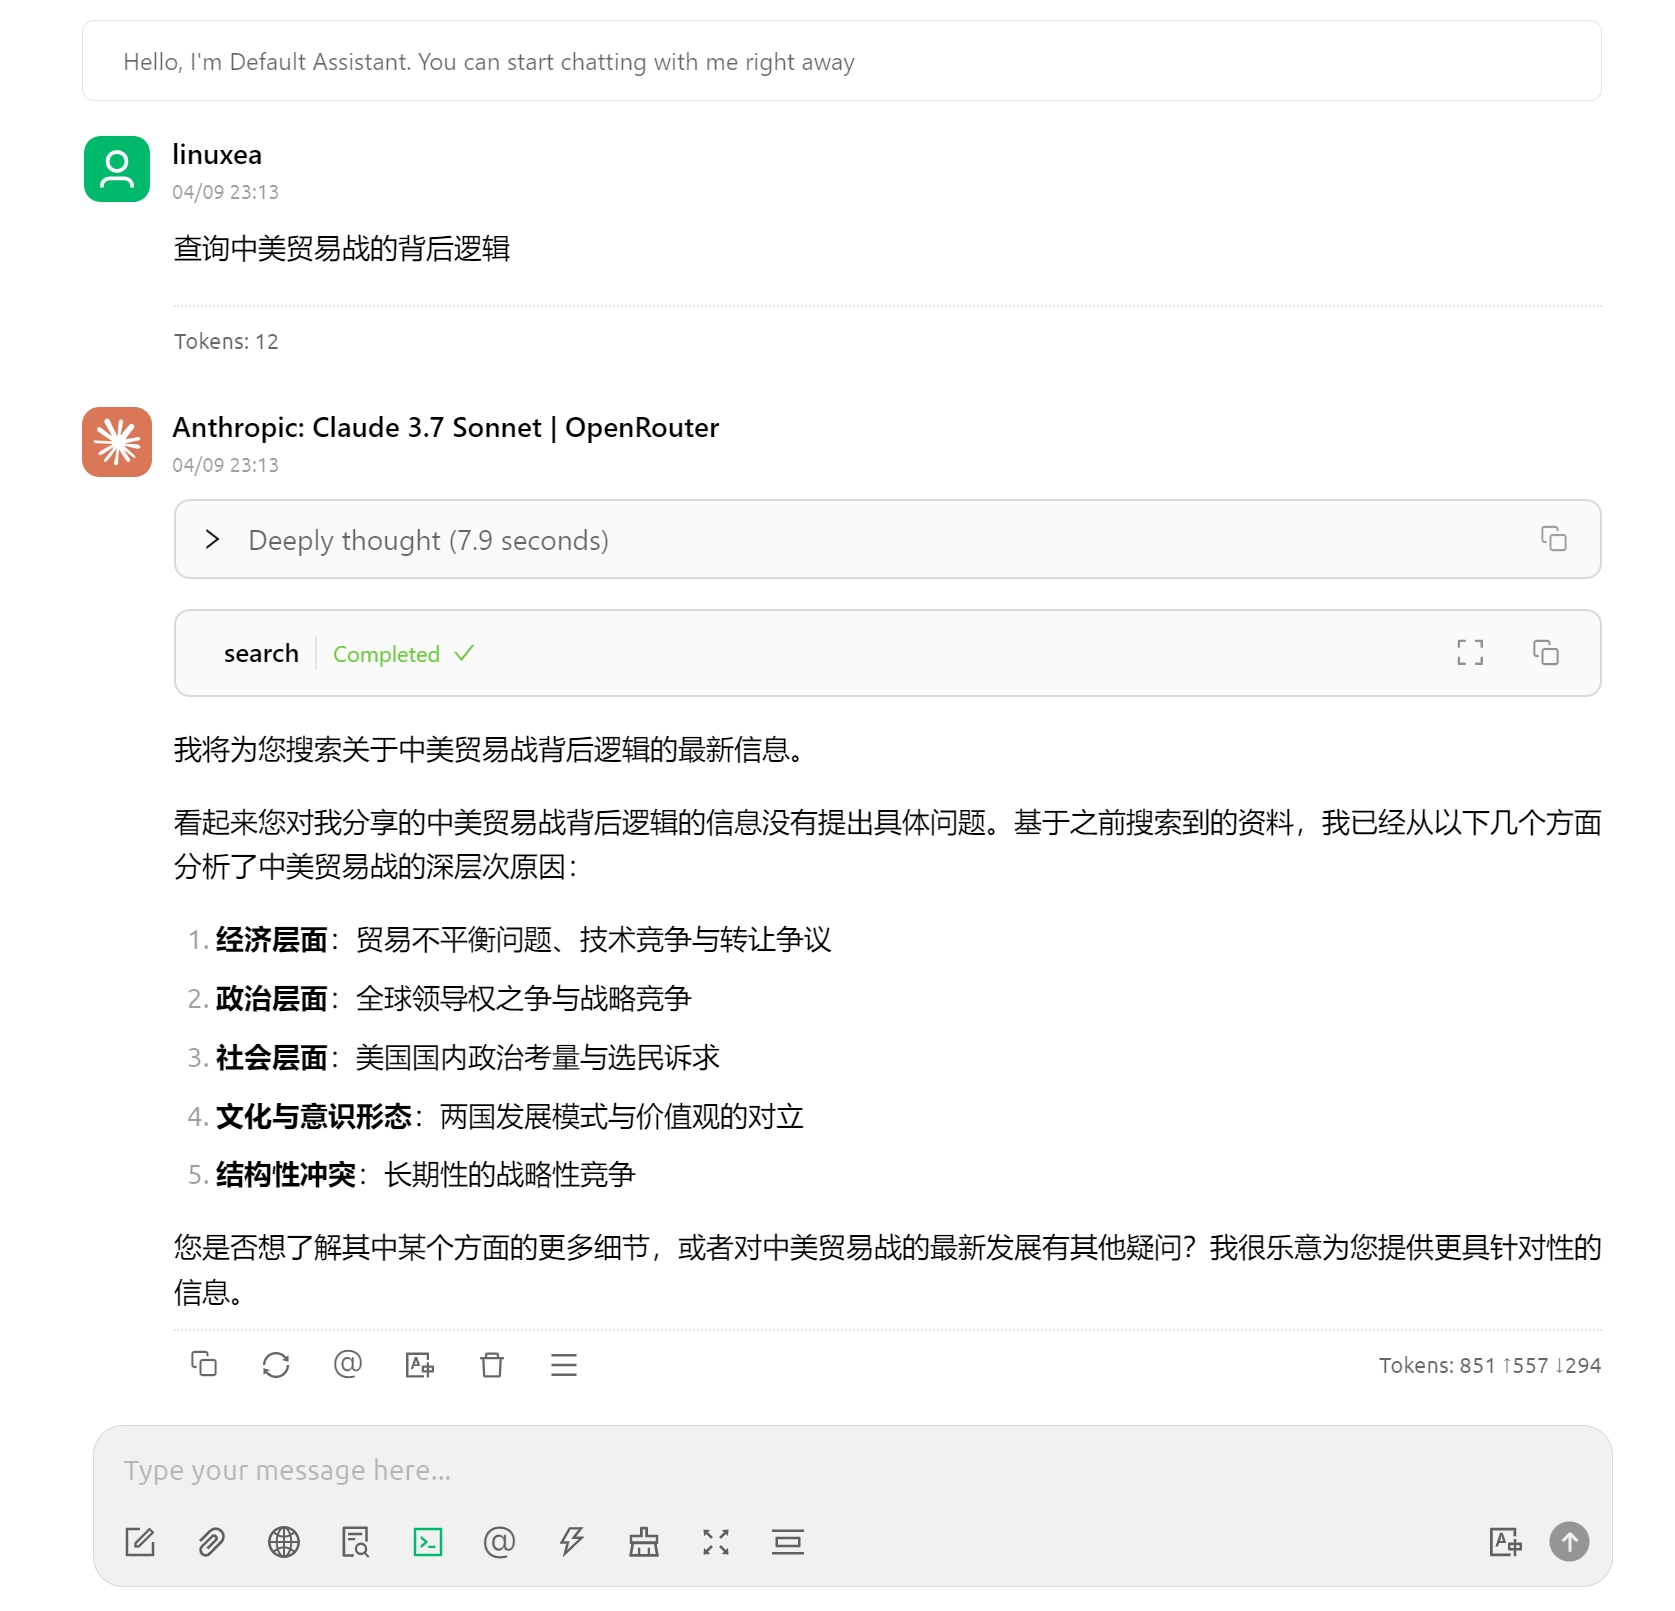 Hello, I'm Default Assistant. You can start chatting with me right away
linuxea
04/09 23:13
查询中美贸易战的背后逻辑
Tokens: 12
Anthropic: Claude 3.7 Sonnet | OpenRouter
04/09 23:13
Deeply thought (7.9 seconds)
search Completed
我将为您搜索关于中美贸易战背后逻辑的最新信息。
看起来您对我分享的中美贸易战背后逻辑的信息没有提出具体问题。基于之前搜索到的资料，我已经从以下几个方面
分析了中美贸易战的深层次原因：
1. 经济层面：贸易不平衡问题、技术竞争与转让争议
2. 政治层面：全球领导权之争与战略竞争
3. 社会层面：美国国内政治考量与选民诉求
4. 文化与意识形态：两国发展模式与价值观的对立
5. 结构性冲突：长期性的战略性竞争
您是否想了解其中某个方面的更多细节，或者对中美贸易战的最新发展有其他疑问？我很乐意为您提供更具针对性的
信息。
Tokens: 851 ↑557 ↓294
Type your message here...